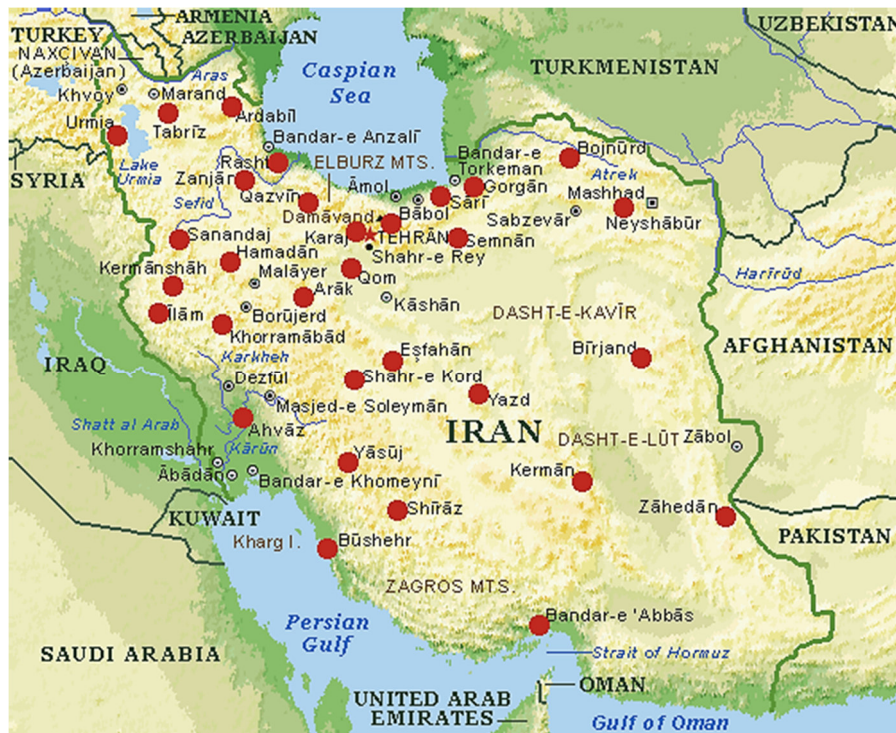 ARMENIA
UZBEKISTAN
TURKEY
AZERBAIJAN
NAXCIVAN
(Azerbaijan)
Caspian
Sea
TURKMENISTAN
Aras
Khvoy
Marand
Ardabīl
Urmia
Tabrīz
Bandar-e Anzalī
Lake
Urmia
Rasht
ELBURZ MTS.
Bandar-e
Torkeman
Bojnūrd
Atrek
SYRIA
Zanjān
Āmol
Gorgān
Mashhad
Sefid
Qazvīn
Sārī
Damāvand
Bābol
Sabzevār
Neyshābūr
Sanandaj
Karaj
TEHRĀN
Semnān
Hamadān
Shahr-e Rey
Kermānshāh
Malāyer
Qom
Harīrūd
Arāk
Kāshān
Īlām
Borūjerd
DASHT-E-KAVĪR
Khorramābād
IRAQ
Karkheh
Eşfahān
Bīrjand
AFGHANISTAN
Dezfūl
Shahr-e Kord
Masjed-e Soleymān
Yazd
Shatt al Arab
Ahvāz
IRAN
DASHT-E-LŪT
Zābol
Khorramshahr
Kārūn
Yāsūj
Ābādān
Bandar-e Khomeynī
Kermān
KUWAIT
Shīrāz
Zāhedān
Kharg I.
Būshehr
PAKISTAN
ZAGROS MTS.
Persian
Gulf
Bandar-e 'Abbās
SAUDI ARABIA
Strait of Hormuz
OMAN
UNITED ARAB
EMIRATES
Gulf of Oman